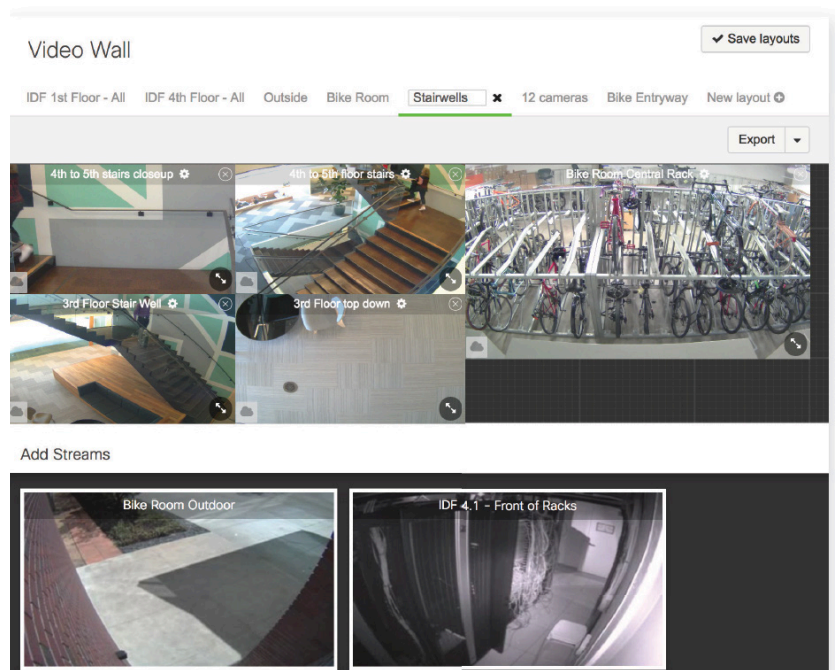 Video Wall
Save layouts
IDF 1st Floor - All IDF 4th Floor - All Outside Bike Room Stairwells 12 cameras Bike Entryway New layout
Export
4th to 5th stairs closeup
4th to 5th floor stairs
Bike Room Central Rack
3rd Floor Stair Well
3rd Floor top down
Add Streams
Bike Room Outdoor
IDF 4.1 - Front of Racks